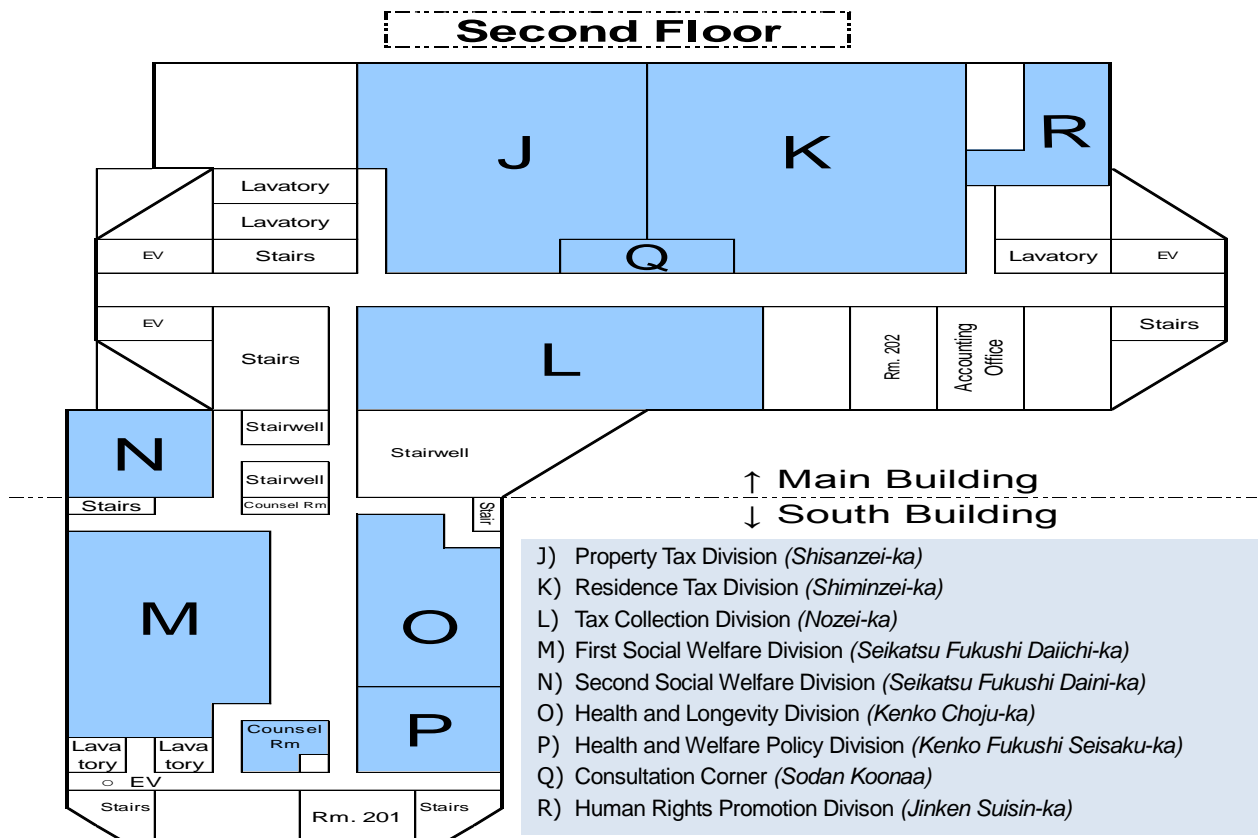 Second Floor
J
K
R
Lavatory
Lavatory
EV
Stairs
Q
Lavatory
EV
EV
Stairs
L
Rm. 202
Accounting
Office
Stairs
N
Stairwell
Stairwell
Stairwell
↑ Main Building
Stairs
Counsel Rm
Stair
↓ South Building
M
O
P
Counsel
Rm
Lava
tory
Lava
tory
○ EV
Stairs
Rm. 201
Stairs
J) Property Tax Division (Shisanzei-ka)
K) Residence Tax Division (Shiminzei-ka)
L) Tax Collection Division (Nozei-ka)
M) First Social Welfare Division (Seikatsu Fukushi Daiichi-ka)
N) Second Social Welfare Division (Seikatsu Fukushi Daini-ka)
O) Health and Longevity Division (Kenko Choju-ka)
P) Health and Welfare Policy Division (Kenko Fukushi Seisaku-ka)
Q) Consultation Corner (Sodan Koonaa)
R) Human Rights Promotion Divison (Jinken Suisin-ka)